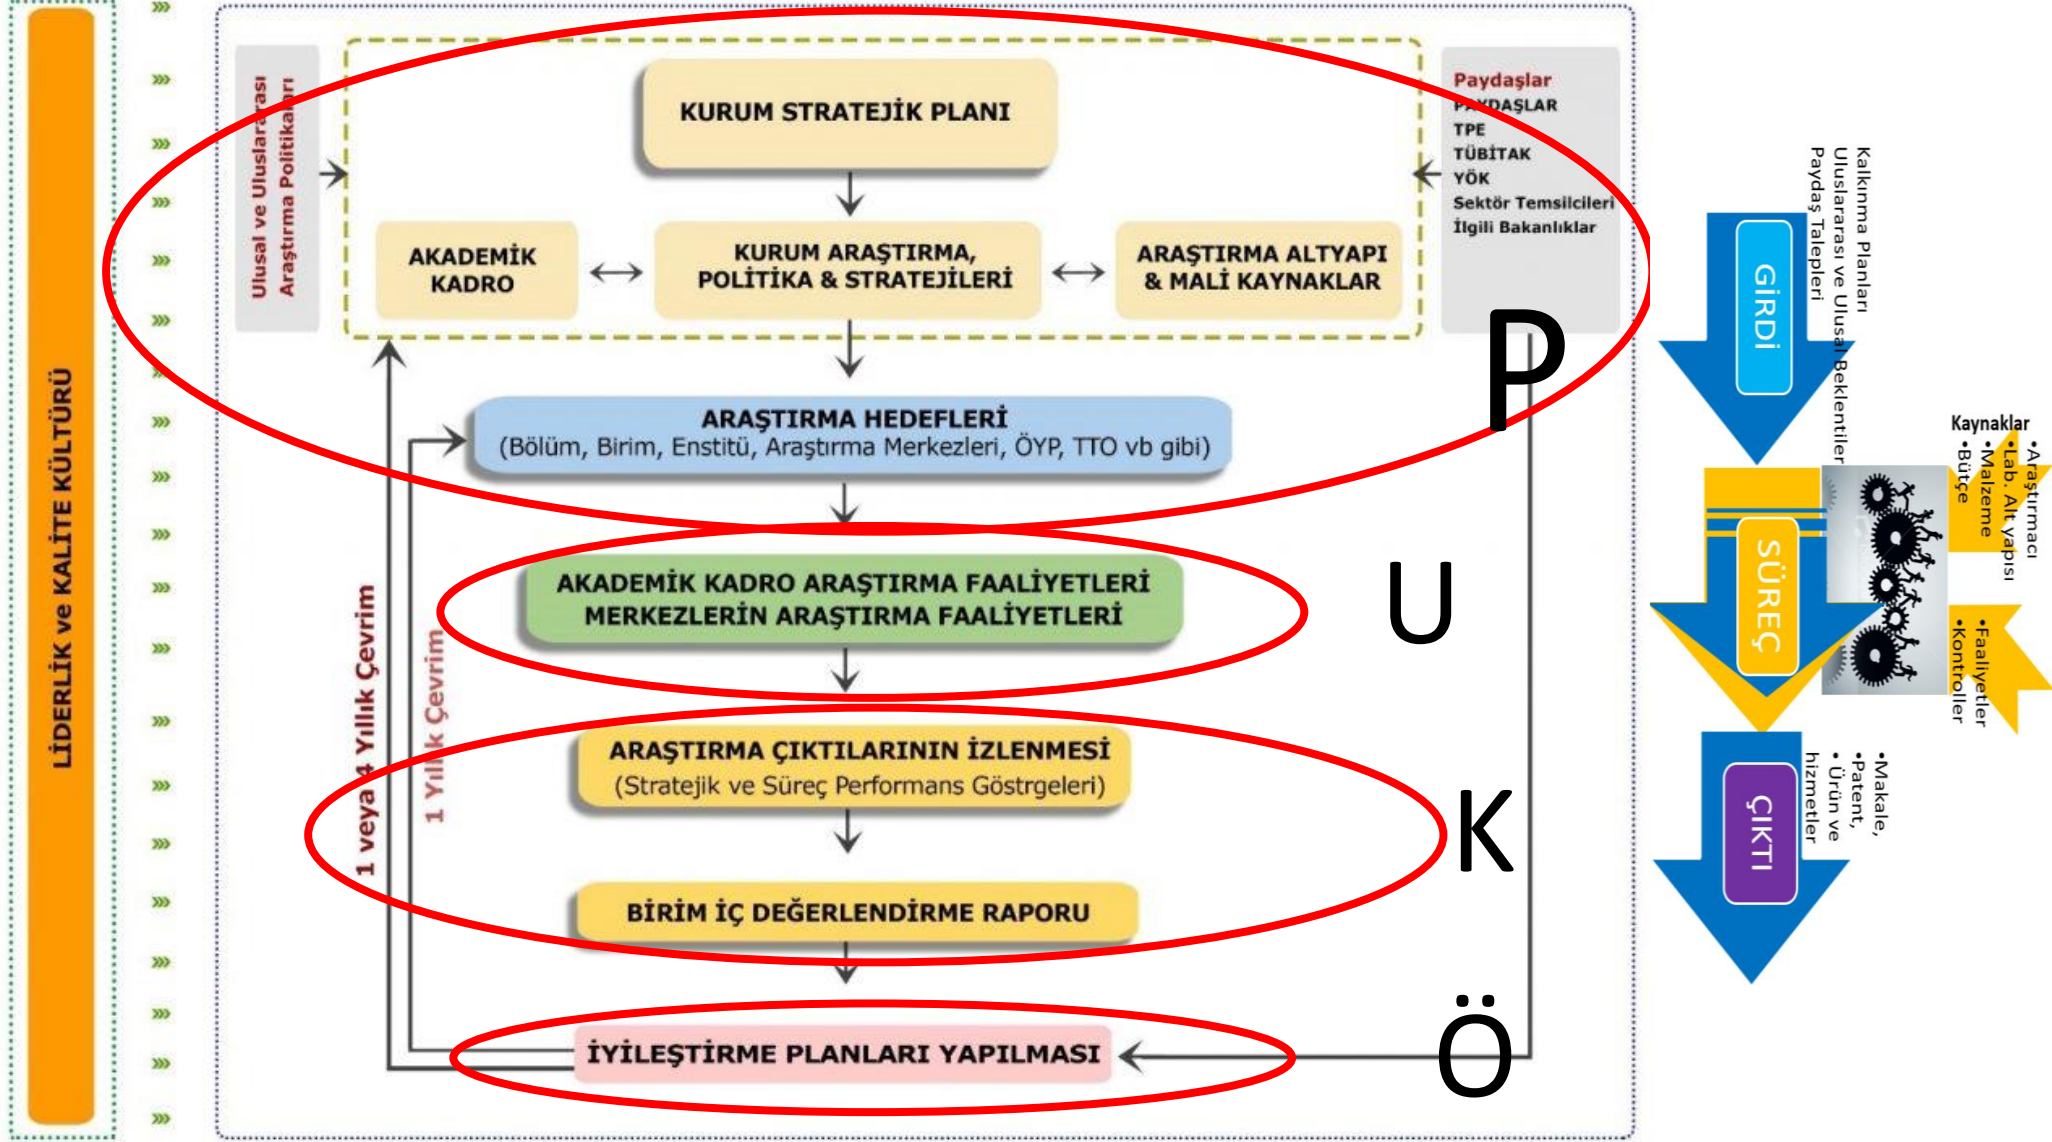 LİDERLİK ve KALİTE KÜLTÜRÜ
Ulusal ve Uluslararası
Araştırma Politikaları
KURUM STRATEJİK PLANI
AKADEMİK
KADRO
KURUM ARAŞTIRMA,
POLİTİKA & STRATEJİLERİ
ARAŞTIRMA ALTYAPI
& MALİ KAYNAKLAR
Paydaşlar
PAYDAŞLAR
TPE
TÜBİTAK
YÖK
Sektör Temsilcileri
İlgili Bakanlıklar
P
ARAŞTIRMA HEDEFLERİ
(Bölüm, Birim, Enstitü, Araştırma Merkezleri, ÖYP, TTO vb gibi)
AKADEMİK KADRO ARAŞTIRMA FAALİYETLERİ
MERKEZLERİN ARAŞTIRMA FAALİYETLERİ
U
1 veya 4 Yıllık Çevrim
1 Yıllık Çevrim
ARAŞTIRMA ÇIKTILARININ İZLENMESİ
(Stratejik ve Süreç Performans Göstrgeleri)
K
BİRİM İÇ DEĞERLENDİRME RAPORU
İYİLEŞTİRME PLANLARI YAPILMASI
Ö
Kalkınma Planları
Uluslararası ve Ulusal Beklentiler
Paydaş Talepleri
GİRDİ
Kaynaklar
•Araştırmacı
•Lab. Alt yapısı
•Malzeme
•Bütçe
SÜREÇ
•Faaliyetler
•Kontroller
ÇIKTI
•Makale,
•Patent,
• Ürün ve
hizmetler